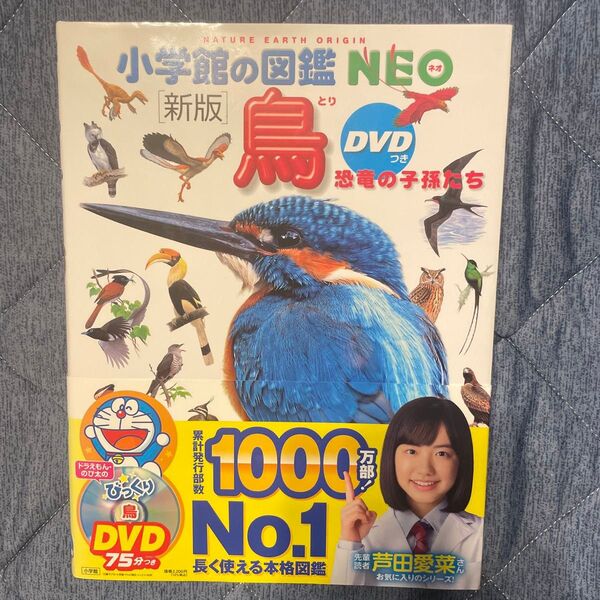 NATURE EARTH ORIGIN
小学館の図鑑 NEO
ネオ
[新版]
とり
鳥
DVD
つき
恐竜の子孫たち
ドラえもん・
のび太の
びっくり
鳥
DVD
75分つき
小学館
累計発行部数
1000万部!
No.1
長く使える本格図鑑
先輩
読者
芦田愛菜さん
お気に入りのシリーズ!